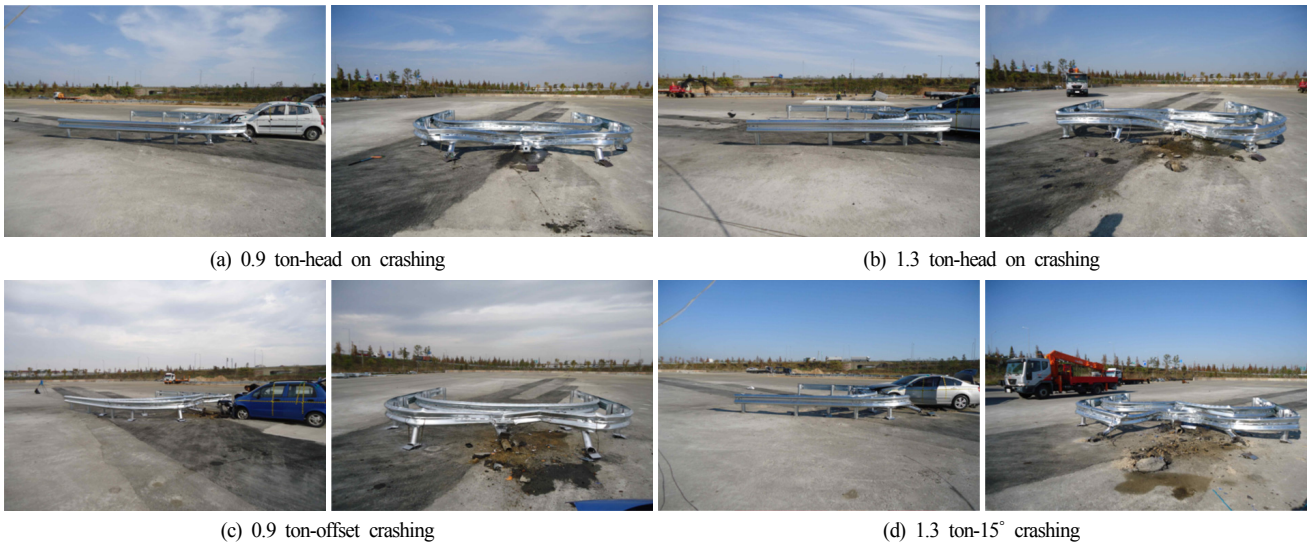 (a) 0.9 ton-head on crashing
(b) 1.3 ton-head on crashing
(c) 0.9 ton-offset crashing
(d) 1.3 ton-15° crashing